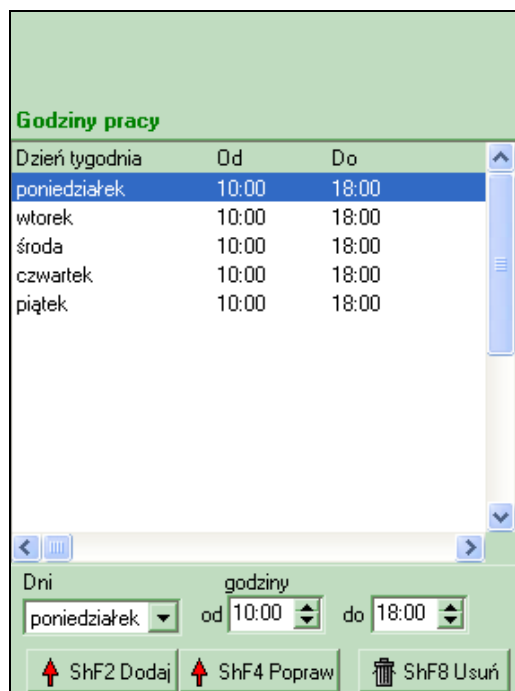 Godziny pracy
Dzień tygodnia Od Do
poniedziałek 10:00 18:00
wtorek 10:00 18:00
środa 10:00 18:00
czwartek 10:00 18:00
piątek 10:00 18:00
Dni godziny
poniedziałek od 10:00 do 18:00
ShF2 Dodaj ShF4 Popraw ShF8 Usuń